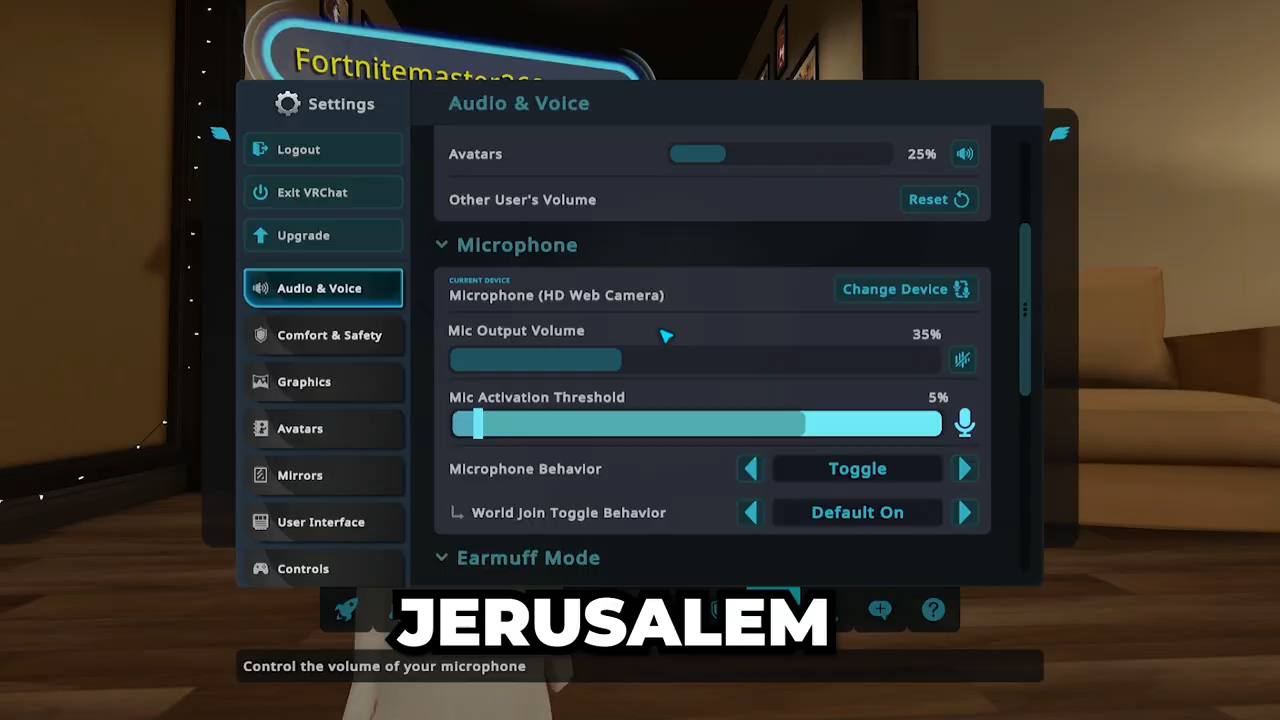 Settings
Logout
Exit VRChat
Upgrade
Audio & Voice
Comfort & Safety
Graphics
Avatars
Mirrors
User Interface
Controls
Audio & Voice
Avatars 25%
Other User's Volume Reset
Microphone
CURRENT DEVICE
Microphone (HD Web Camera) Change Device
Mic Output Volume 35%
Mic Activation Threshold 5%
Microphone Behavior Toggle
World Join Toggle Behavior Default On
Earmuff Mode
JERUSALEM
Control the volume of your microphone